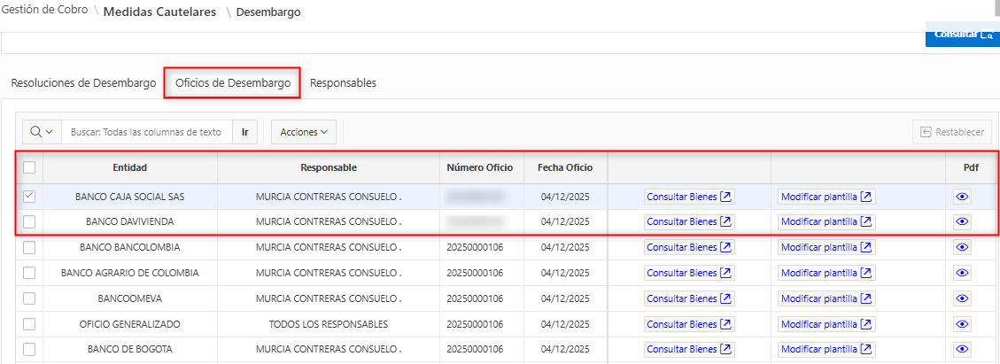 Gestión de Cobro \ Medidas Cautelares \ Desembargo
Consultar
Resoluciones de Desembargo Oficios de Desembargo Responsables
Buscar: Todas las columnas de texto Ir Acciones Restablecer
Entidad Responsable Número Oficio Fecha Oficio Pdf
BANCO CAJA SOCIAL SAS MURCIA CONTRERAS CONSUELO . 04/12/2025 Consultar Bienes Modificar plantilla
BANCO DAVIVIENDA MURCIA CONTRERAS CONSUELO . 04/12/2025 Consultar Bienes Modificar plantilla
BANCO BANCOLOMBIA MURCIA CONTRERAS CONSUELO . 20250000106 04/12/2025 Consultar Bienes Modificar plantilla
BANCO AGRARIO DE COLOMBIA MURCIA CONTRERAS CONSUELO . 20250000106 04/12/2025 Consultar Bienes Modificar plantilla
BANCOOMEVA MURCIA CONTRERAS CONSUELO . 20250000106 04/12/2025 Consultar Bienes Modificar plantilla
OFICIO GENERALIZADO TODOS LOS RESPONSABLES 20250000106 04/12/2025 Consultar Bienes Modificar plantilla
BANCO DE BOGOTA MURCIA CONTRERAS CONSUELO . 20250000106 04/12/2025 Consultar Bienes Modificar plantilla